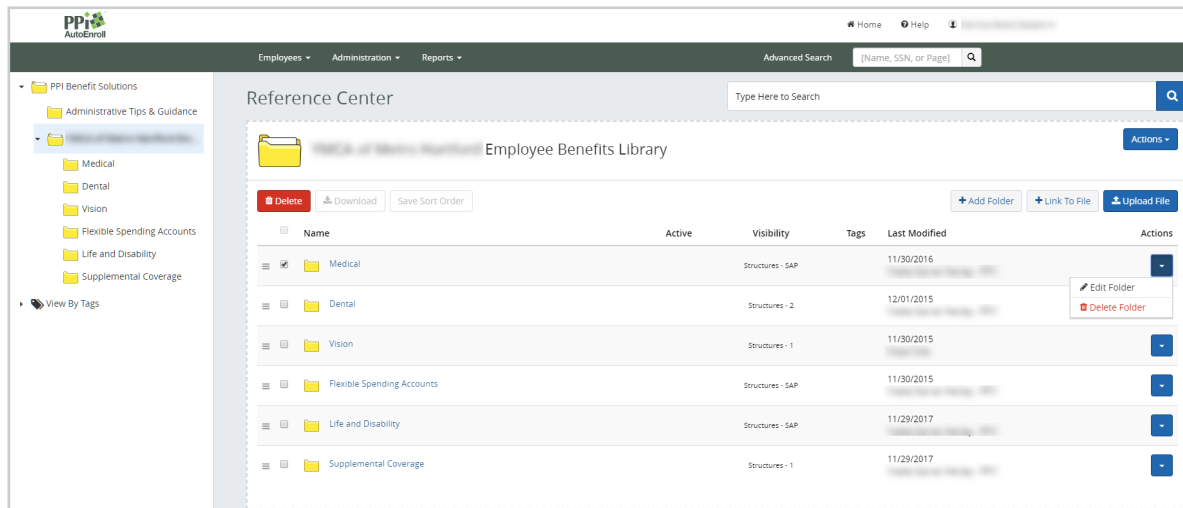 PPi
AutoEnroll
Home Help
Employees Administration Reports Advanced Search [Name, SSN, or Page]
PPI Benefit Solutions
Administrative Tips & Guidance
Medical
Dental
Vision
Flexible Spending Accounts
Life and Disability
Supplemental Coverage
View By Tags
Reference Center
Type Here to Search
Employee Benefits Library
Actions
Delete Download Save Sort Order + Add Folder + Link To File Upload File
Name Active Visibility Tags Last Modified Actions
Medical Structures - SAP 11/30/2016
Edit Folder
Delete Folder
Dental Structures - 2 12/01/2015
Vision Structures - 1 11/30/2015
Flexible Spending Accounts Structures - SAP 11/30/2015
Life and Disability Structures - SAP 11/29/2017
Supplemental Coverage Structures - 1 11/29/2017